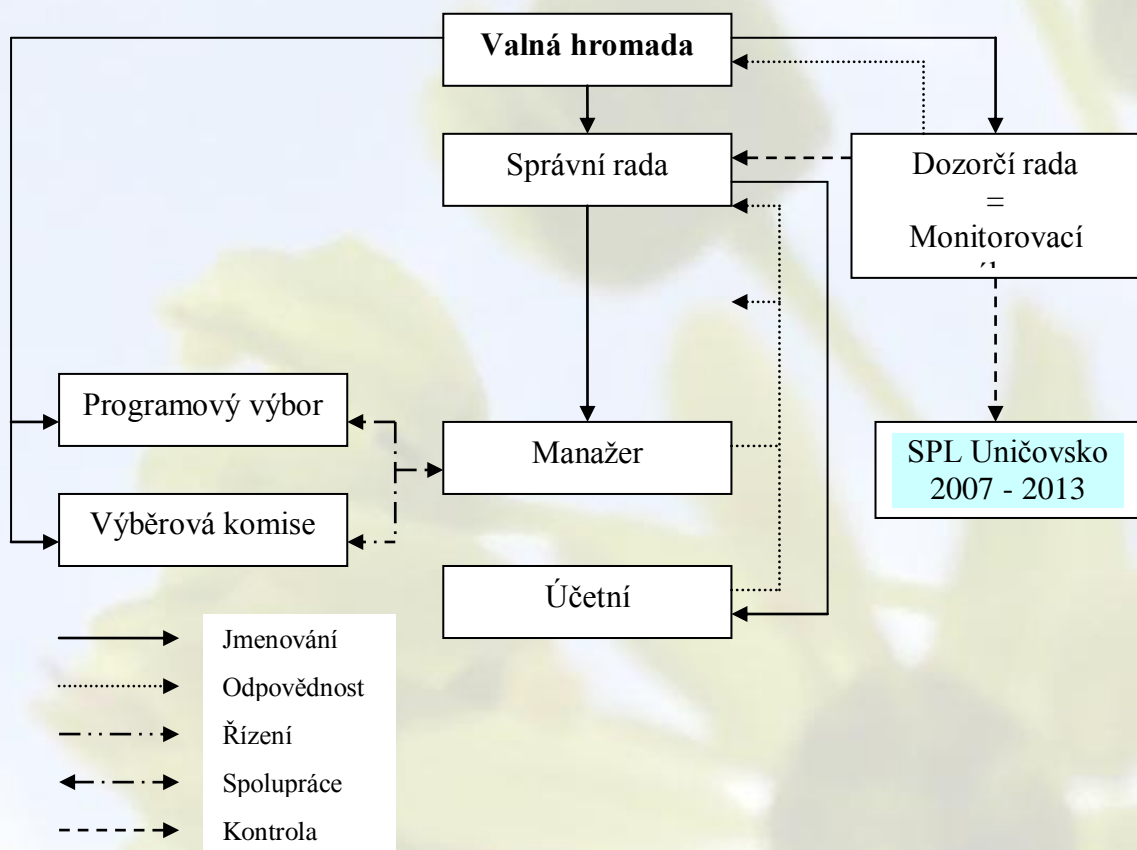 Valná hromada
Správní rada
Dozorčí rada
=
Monitorovací
Programový výbor
Manažer
SPL Uničovsko
2007 - 2013
Výběrová komise
Účetní
Jmenování
Odpovědnost
Řízení
Spolupráce
Kontrola